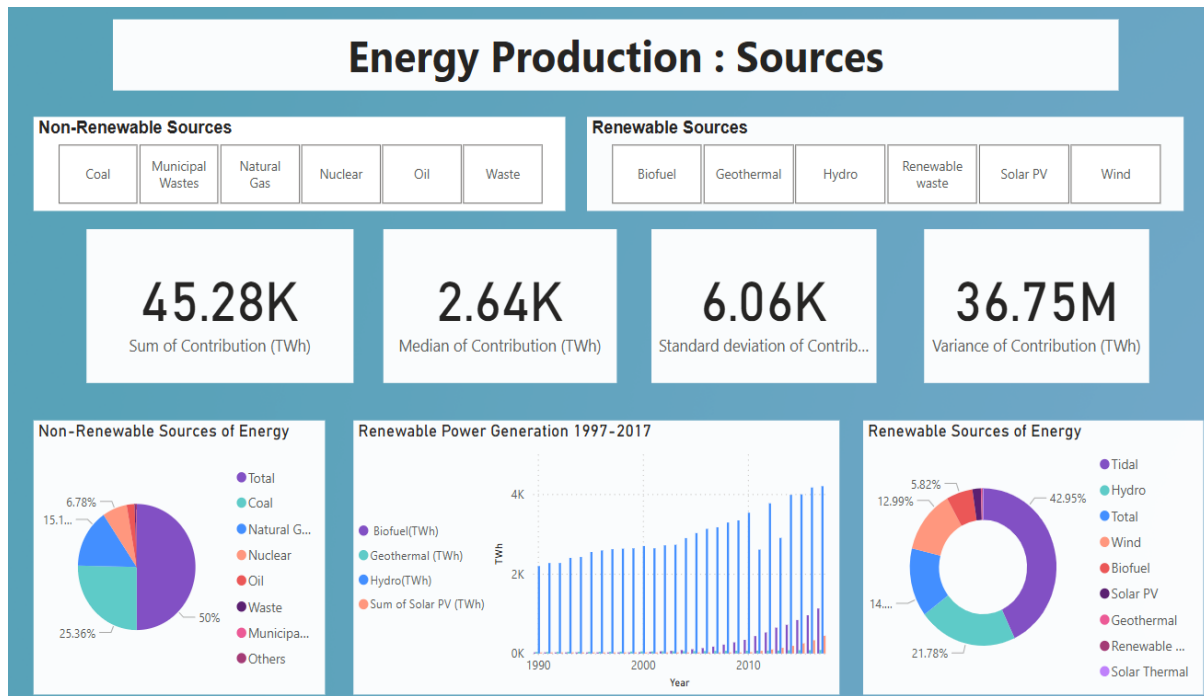 Energy Production : Sources
Non-Renewable Sources
Coal
Municipal
Wastes
Natural
Gas
Nuclear
Oil
Waste
Renewable Sources
Biofuel
Geothermal
Hydro
Renewable
waste
Solar PV
Wind
45.28K
Sum of Contribution (TWh)
2.64K
Median of Contribution (TWh)
6.06K
Standard deviation of Contrib...
36.75M
Variance of Contribution (TWh)
Non-Renewable Sources of Energy
6.78%
15.1...
25.36%
50%
Total
Coal
Natural G...
Nuclear
Oil
Waste
Municipa...
Others
Renewable Power Generation 1997-2017
Biofuel(TWh)
Geothermal (TWh)
Hydro(TWh)
Sum of Solar PV (TWh)
TWh
4K
2K
0K
1990
2000
2010
Year
Renewable Sources of Energy
5.82%
12.99%
14....
21.78%
42.95%
Tidal
Hydro
Total
Wind
Biofuel
Solar PV
Geothermal
Renewable ...
Solar Thermal